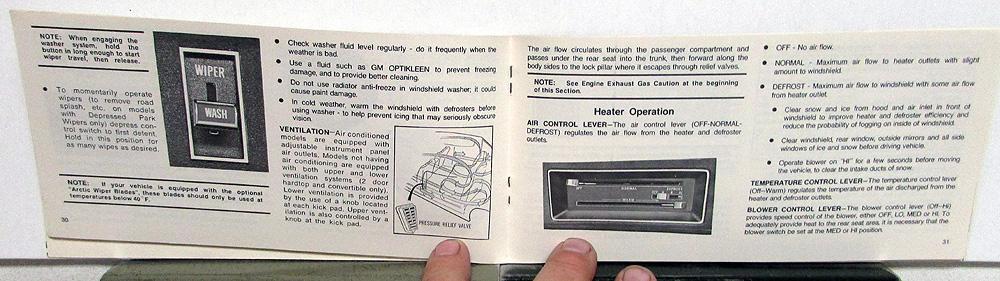 NOTE: When engaging the
washer system, hold the
button in long enough to start
wiper travel, then release.
• To momentarily operate
wipers (to remove road
splash, etc. on models
with Depressed Park
Wipers only) depress con-
trol switch to first detent.
Hold in this position for
as many wipes as desired.
WIPER
WASH
NOTE: If your vehicle is equipped with the optional
"Arctic Wiper Blades", these blades should only be used at
temperatures below 40°F.
30
• Check washer fluid level regularly - do it frequently when the
weather is bad.
• Use a fluid such as GM OPTIKLEEN to prevent freezing
damage, and to provide better cleaning.
• Do not use radiator anti-freeze in windshield washer; it could
cause paint damage.
• In cold weather, warm the windshield with defrosters before
using washer - to help prevent icing that may seriously obscure
vision.
VENTILATION—Air conditioned
models are equipped with
adjustable instrument panel
air outlets. Models not having
air conditioning are equipped
with both upper and lower
ventilation systems (2 door
hardtop and convertible only).
Lower ventilation is provided
by the use of a knob located
at each kick pad. Upper vent-
ilation is also controlled by a
knob at the kick pad.
PRESSURE RELIEF VALVE
The air flow circulates through the passenger compartment and
passes under the rear seat into the trunk, then forward along the
body sides to the lock pillar where it escapes through relief valves.
NOTE: See Engine Exhaust Gas Caution at the beginning
of this Section.
Heater Operation
AIR CONTROL LEVER—The air control lever (OFF-NORMAL-
DEFROST) regulates the air flow from the heater and defroster
outlets.
OFF NORMAL DEFROST
WARM
• OFF - No air flow.
• NORMAL - Maximum air flow to heater outlets with slight
amount to windshield.
• DEFROST - Maximum air flow to windshield with some air flow
from heater outlet.
• Clear snow and ice from hood and air inlet in front of
windshield to improve heater and defroster efficiency and
reduce the probability of fogging on inside of windshield.
• Clear windshield, rear window, outside mirrors and all side
windows of ice and snow before driving vehicle.
• Operate blower on "HI" for a few seconds before moving
the vehicle, to clear the intake ducts of snow.
TEMPERATURE CONTROL LEVER—The temperature control lever
(Off-Warm) regulates the temperature of the air discharged from the
heater and defroster outlets.
BLOWER CONTROL LEVER—The blower control lever (Off-Hi)
provides speed control of the blower, either OFF, LO, MED or HI. To
adequately provide heat to the rear seat area, it is necessary that the
blower switch be set at the MED or HI position.
31